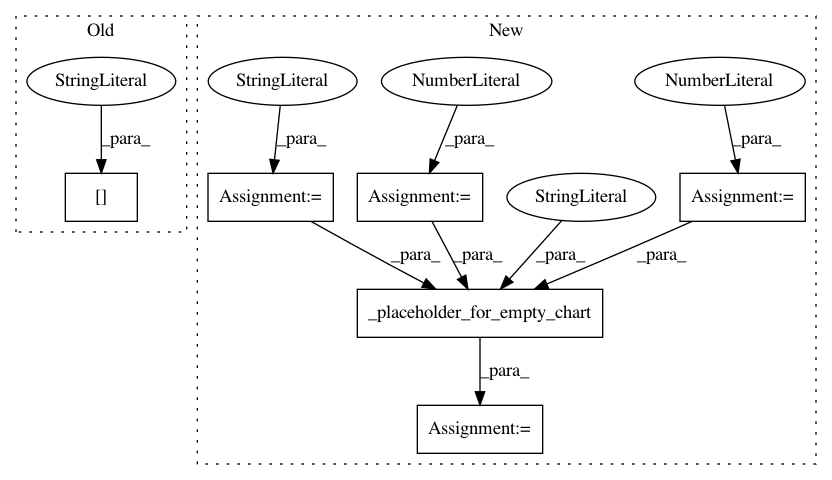 Old
New
StringLiteral
StringLiteral
NumberLiteral
NumberLiteral
_para_
_para_
_para_
_para_
[]
Assignment:=
Assignment:=
StringLiteral
Assignment:=
_para_
_para_
_para_
_para_
_placeholder_for_empty_chart
_para_
Assignment:=